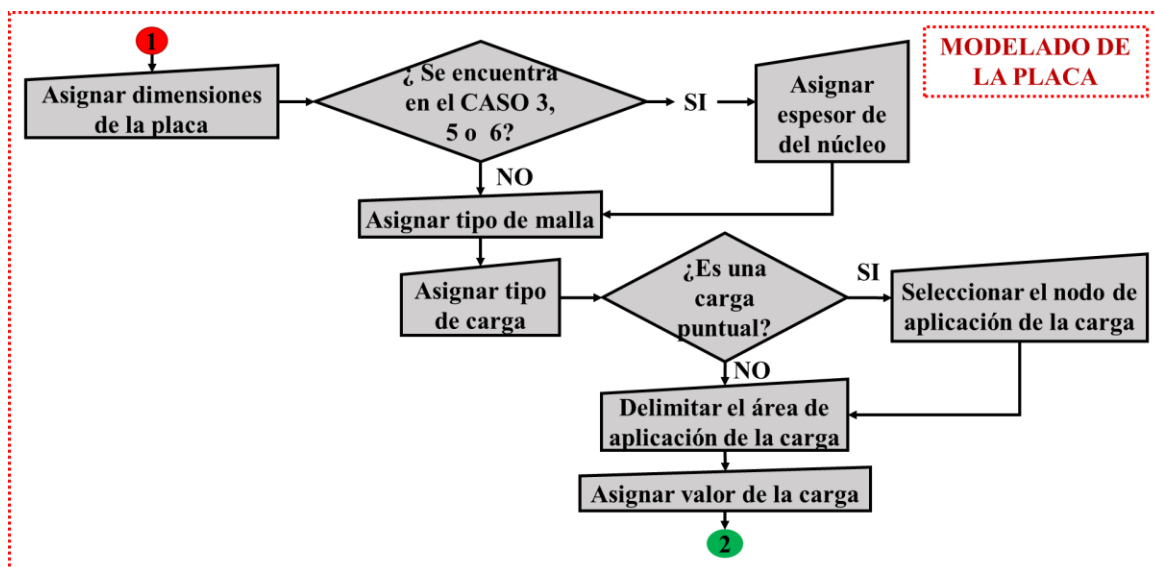 MODELADO DE
LA PLACA
1
Asignar dimensiones
de la placa
¿ Se encuentra
en el CASO 3,
5 o 6?
SI
Asignar
espesor de
del núcleo
NO
Asignar tipo de malla
Asignar tipo
de carga
¿Es una
carga
puntual?
SI
Seleccionar el nodo de
aplicación de la carga
NO
Delimitar el área de
aplicación de la carga
Asignar valor de la carga
2